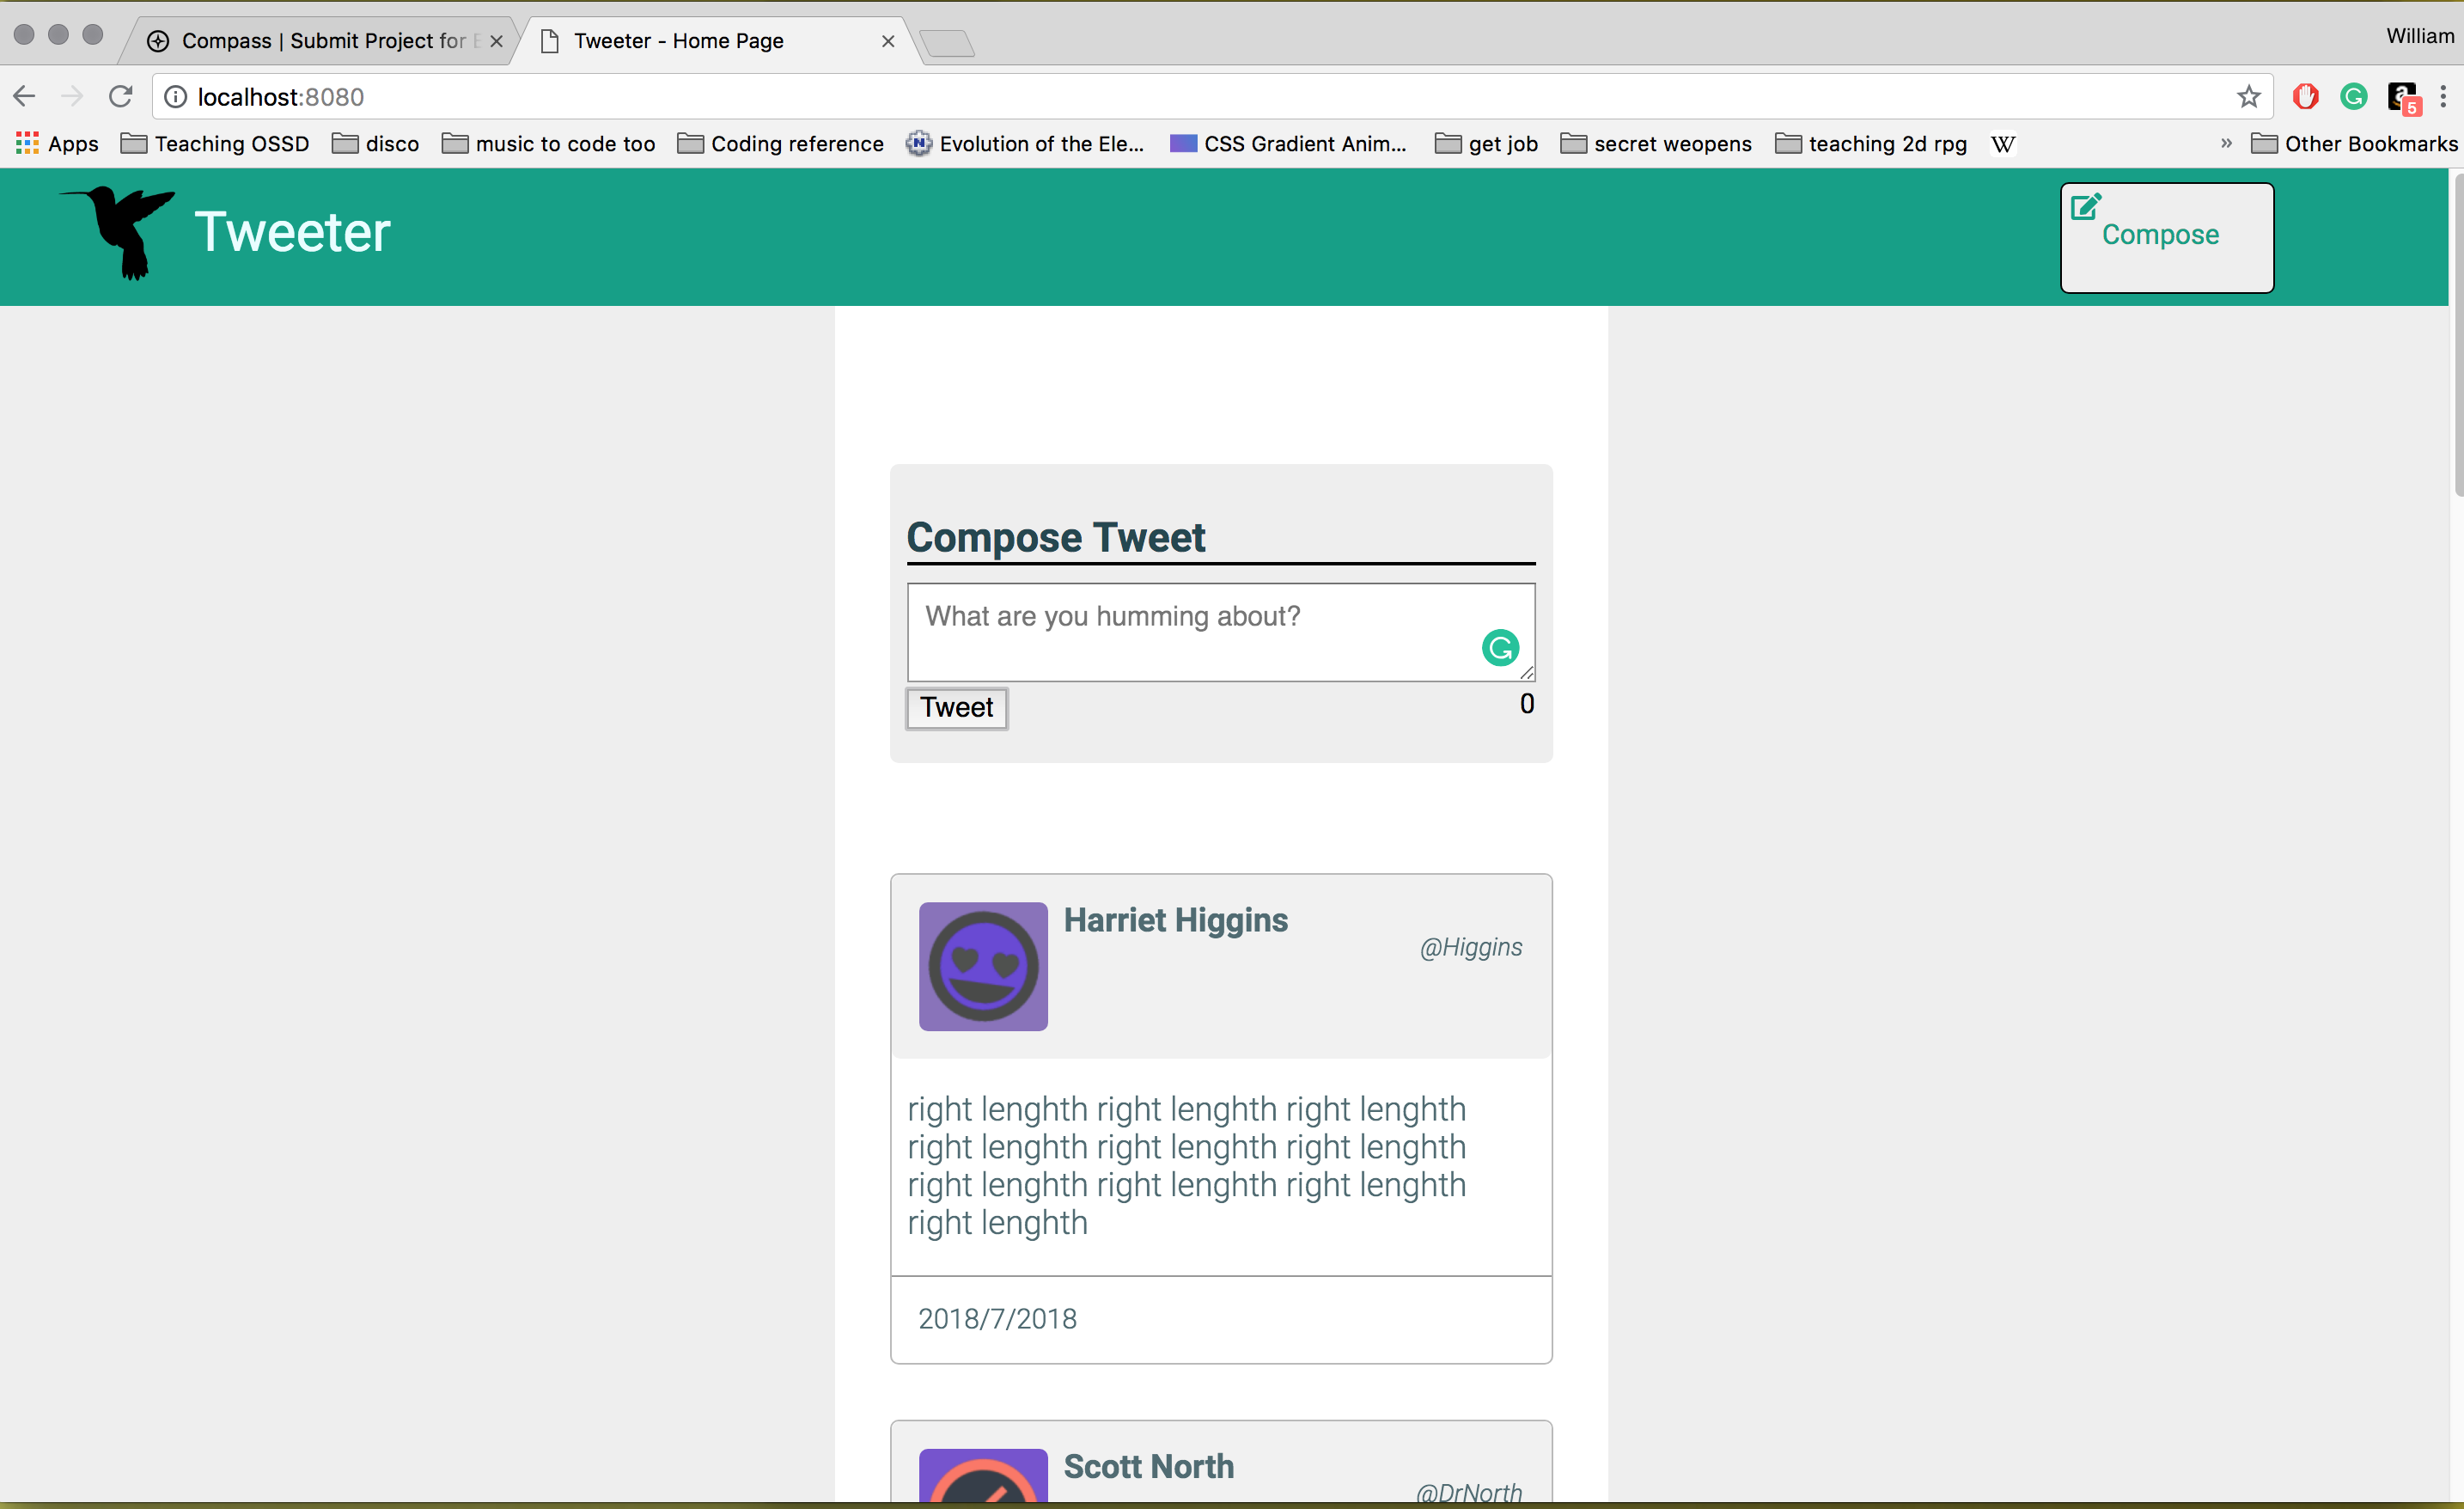 Compass | Submit Project for
Tweeter - Home Page
William
localhost:8080
5
Apps
Teaching OSSD
disco
music to code too
Coding reference
Evolution of the Ele...
CSS Gradient Anim...
get job
secret weopens
teaching 2d rpg
W
»
Other Bookmarks
Tweeter
Compose
Compose Tweet
What are you humming about?
Tweet
0
Harriet Higgins
@Higgins
right lenghth right lenghth right lenghth
right lenghth right lenghth right lenghth
right lenghth right lenghth right lenghth
right lenghth
2018/7/2018
Scott North
@DrNorth